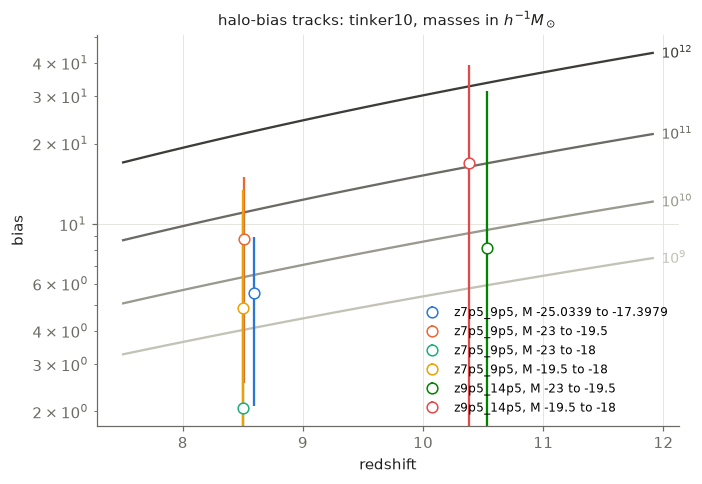 halo-bias tracks: tinker10, masses in $h^{-1}M_\odot$
4 × 10¹
3 × 10¹
2 × 10¹
10¹
6 × 10⁰
4 × 10⁰
3 × 10⁰
2 × 10⁰
bias
10¹²
10¹¹
10¹⁰
10⁹
z7p5_9p5, M -25.0339 to -17.3979
z7p5_9p5, M -23 to -19.5
z7p5_9p5, M -23 to -18
z7p5_9p5, M -19.5 to -18
z9p5_14p5, M -23 to -19.5
z9p5_14p5, M -19.5 to -18
8 9 10 11 12
redshift